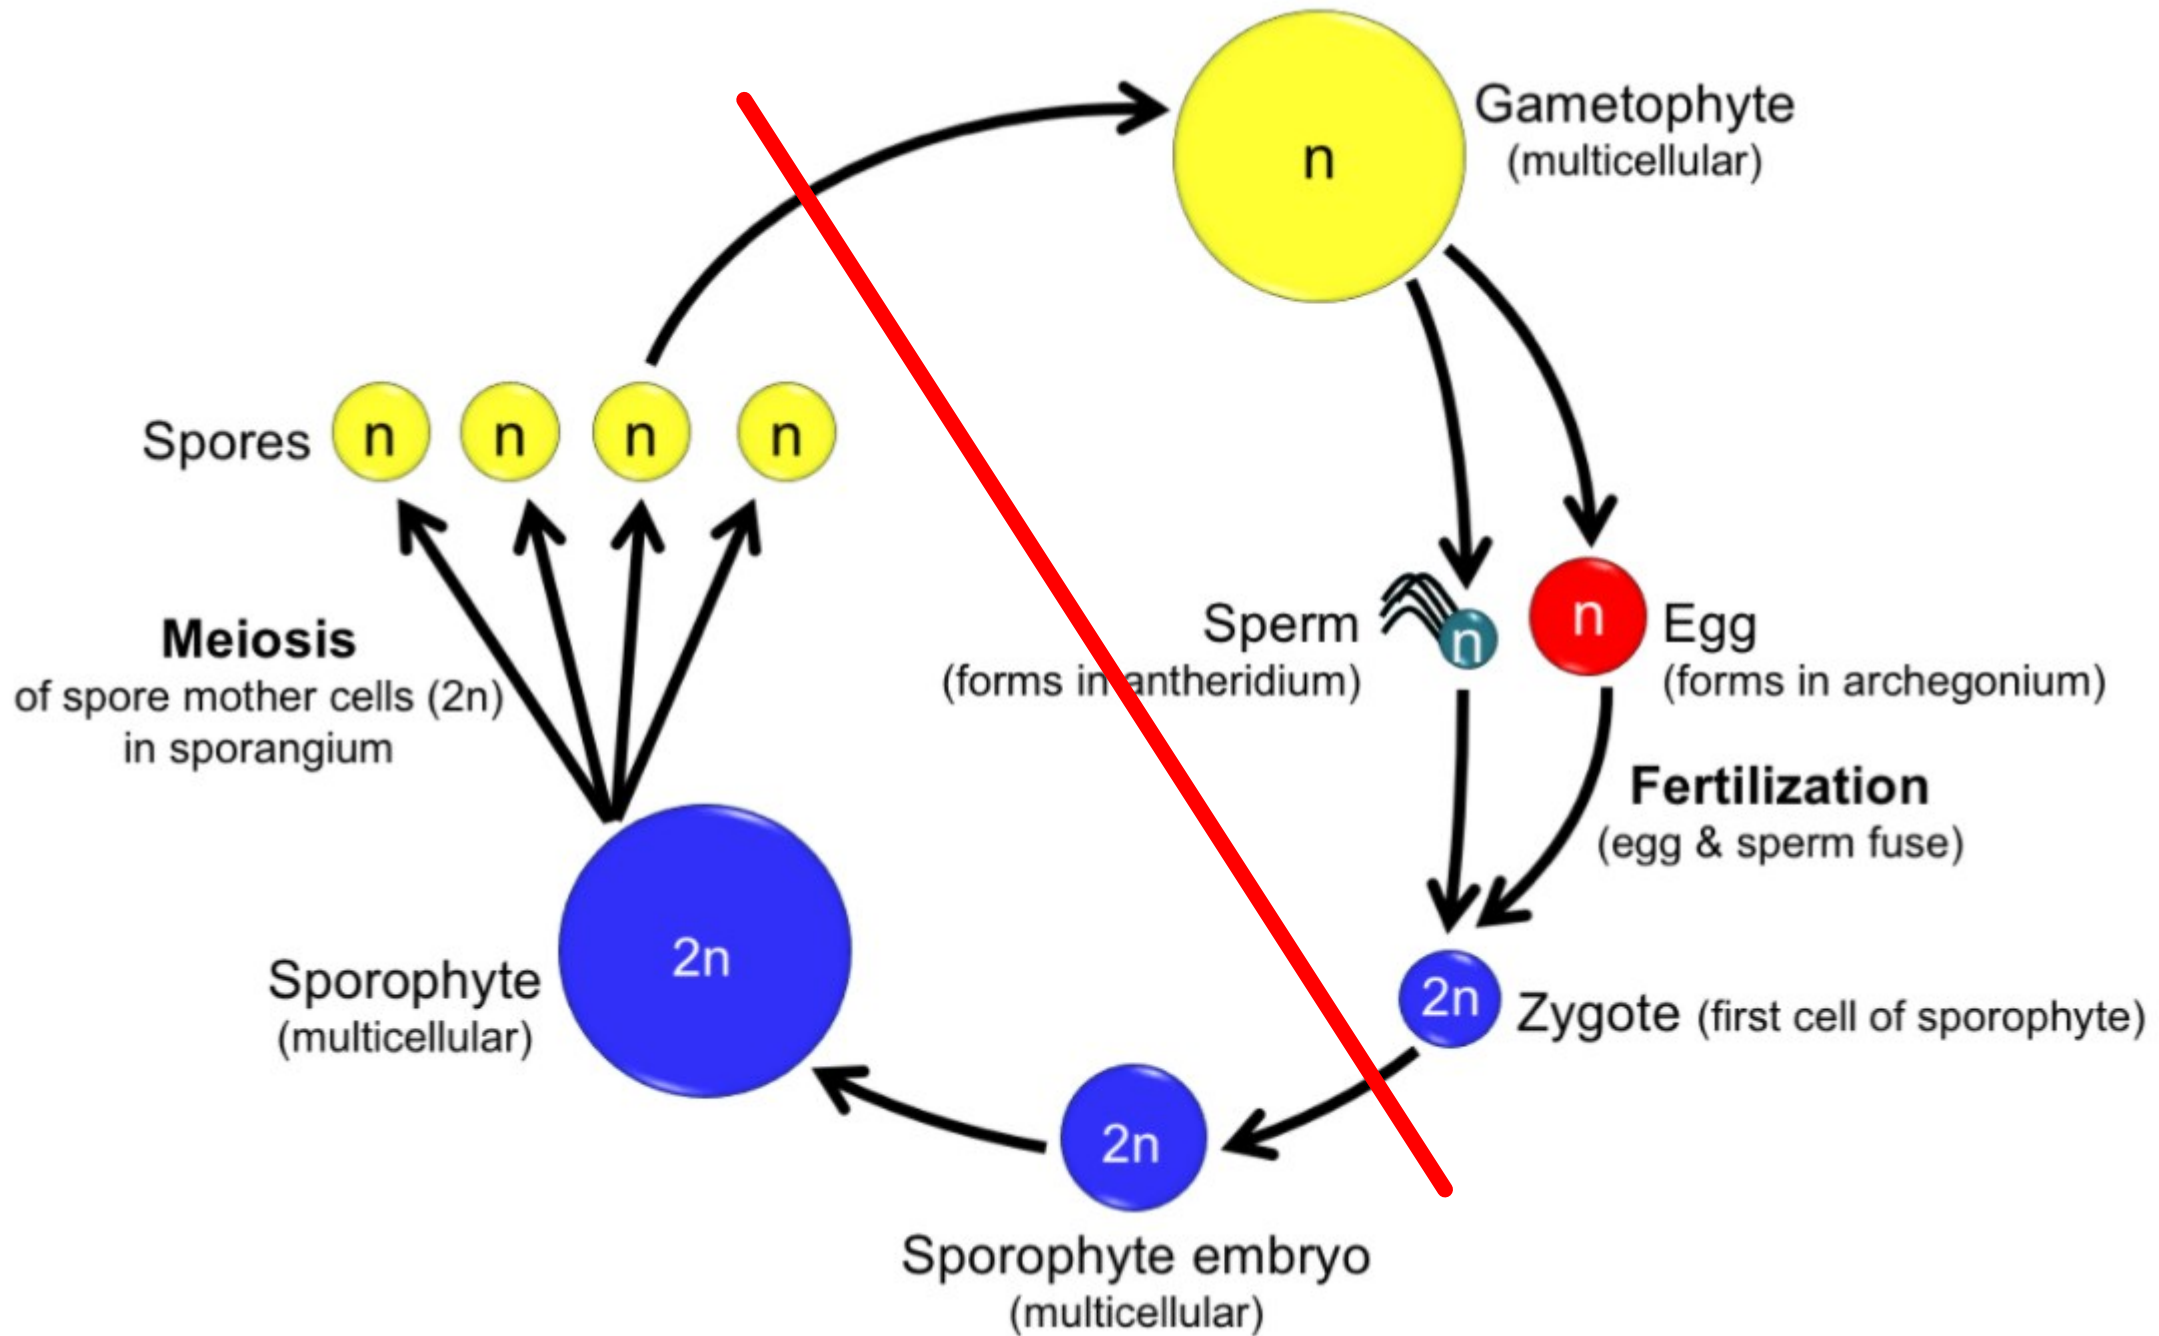 n
Gametophyte
(multicellular)
Spores n n n n
Meiosis
of spore mother cells (2n)
in sporangium
Sperm n
(forms in antheridium)
n Egg
(forms in archegonium)
Fertilization
(egg & sperm fuse)
2n Zygote (first cell of sporophyte)
Sporophyte
(multicellular)
2n
2n
Sporophyte embryo
(multicellular)